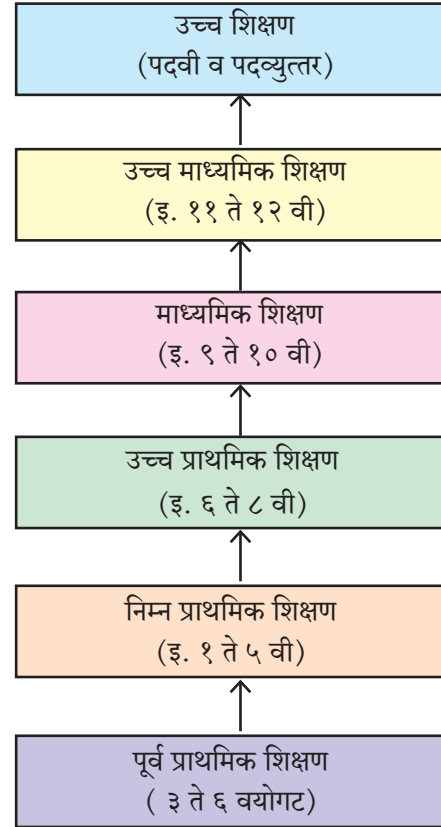 उच्च शिक्षण
(पदवी व पदव्युत्तर)
उच्च माध्यमिक शिक्षण
(इ. ११ ते १२ वी)
माध्यमिक शिक्षण
(इ. ९ ते १० वी)
उच्च प्राथमिक शिक्षण
(इ. ६ ते ८ वी)
निम्न प्राथमिक शिक्षण
(इ. १ ते ५ वी)
पूर्व प्राथमिक शिक्षण
( ३ ते ६ वयोगट)